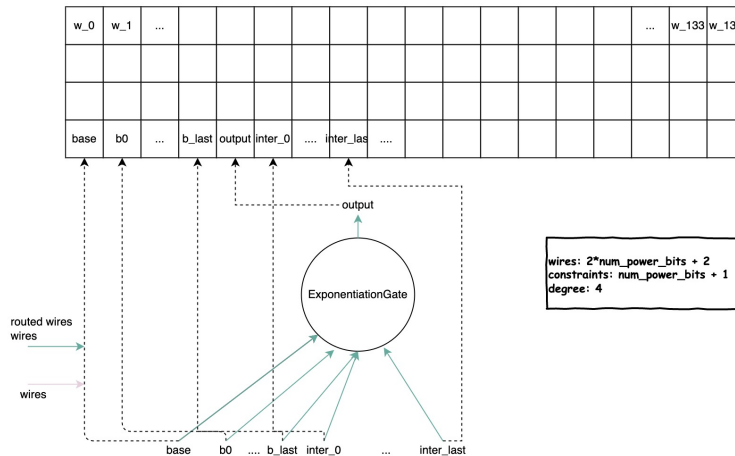 w_0 w_1 ... ... w_133 w_13
base b0 ... b_last output inter_0 .... inter_las ....
output
wires: 2*num_power_bits + 2
constraints: num_power_bits + 1
degree: 4
ExponentiationGate
routed wires
wires
wires
base b0 .... b_last inter_0 ... inter_last